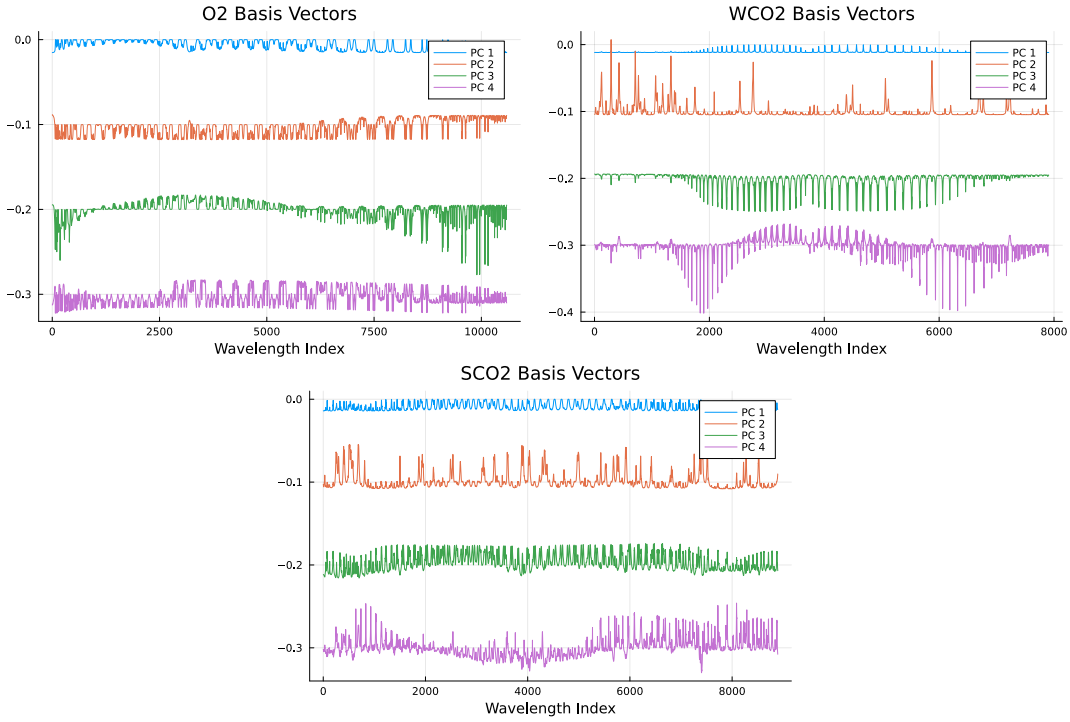 O2 Basis Vectors
0.0
−0.1
−0.2
−0.3
0
2500
5000
7500
10000
Wavelength Index
PC 1
PC 2
PC 3
PC 4
WCO2 Basis Vectors
0.0
−0.1
−0.2
−0.3
−0.4
0
2000
4000
6000
8000
Wavelength Index
PC 1
PC 2
PC 3
PC 4
SCO2 Basis Vectors
0.0
−0.1
−0.2
−0.3
0
2000
4000
6000
8000
Wavelength Index
PC 1
PC 2
PC 3
PC 4